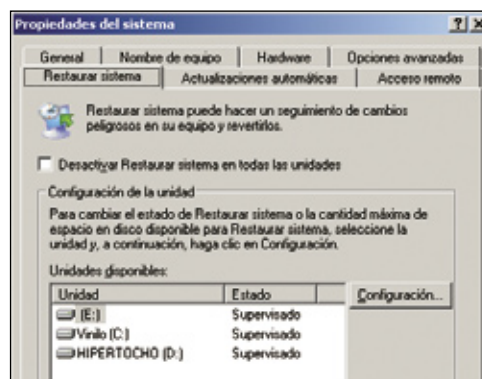 Propiedades del sistema
General Nombre de equipo Hardware Opciones avanzadas
Restaurar sistema Actualizaciones automáticas Acceso remoto
Restaurar sistema puede hacer un seguimiento de cambios
peligrosos en su equipo y revertirlos.
Desactivar Restaurar sistema en todas las unidades
Configuración de la unidad
Para cambiar el estado de Restaurar sistema o la cantidad máxima de
espacio en disco disponible para Restaurar sistema, seleccione la
unidad y, a continuación, haga clic en Configuración.
Unidades disponibles:
Unidad Estado Configuración...
(E:) Supervisado
Vinilo (C:) Supervisado
HIPERTOCHO (D:) Supervisado